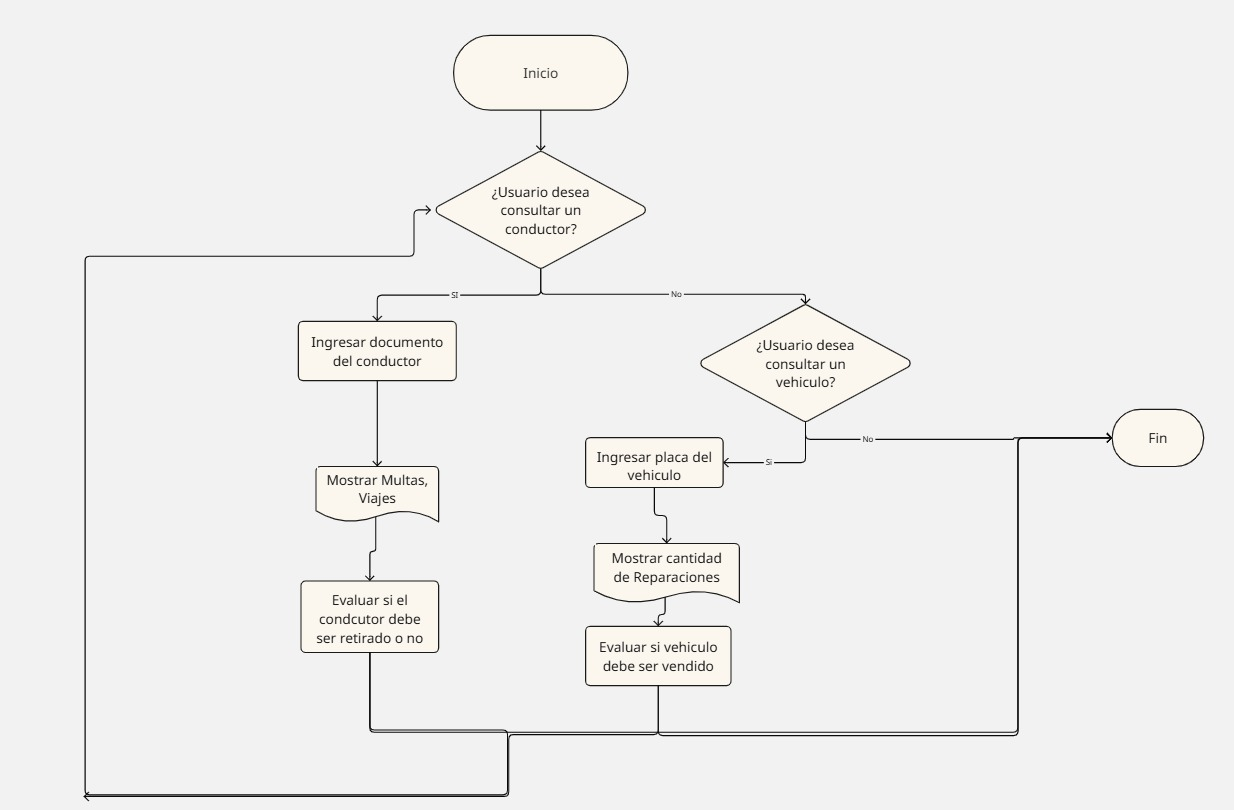 Inicio
¿Usuario desea
consultar un
conductor?
SI
No
Ingresar documento
del conductor
¿Usuario desea
consultar un
vehiculo?
No
Fin
Si
Ingresar placa del
vehiculo
Mostrar Multas,
Viajes
Mostrar cantidad
de Reparaciones
Evaluar si el
condcutor debe
ser retirado o no
Evaluar si vehiculo
debe ser vendido